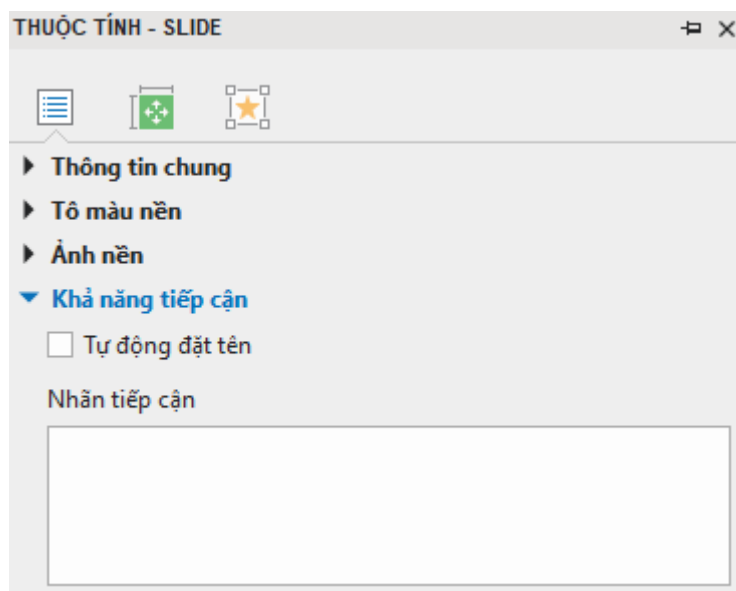 THUỘC TÍNH - SLIDE
Thông tin chung
Tô màu nền
Ảnh nền
Khả năng tiếp cận
Tự động đặt tên
Nhãn tiếp cận